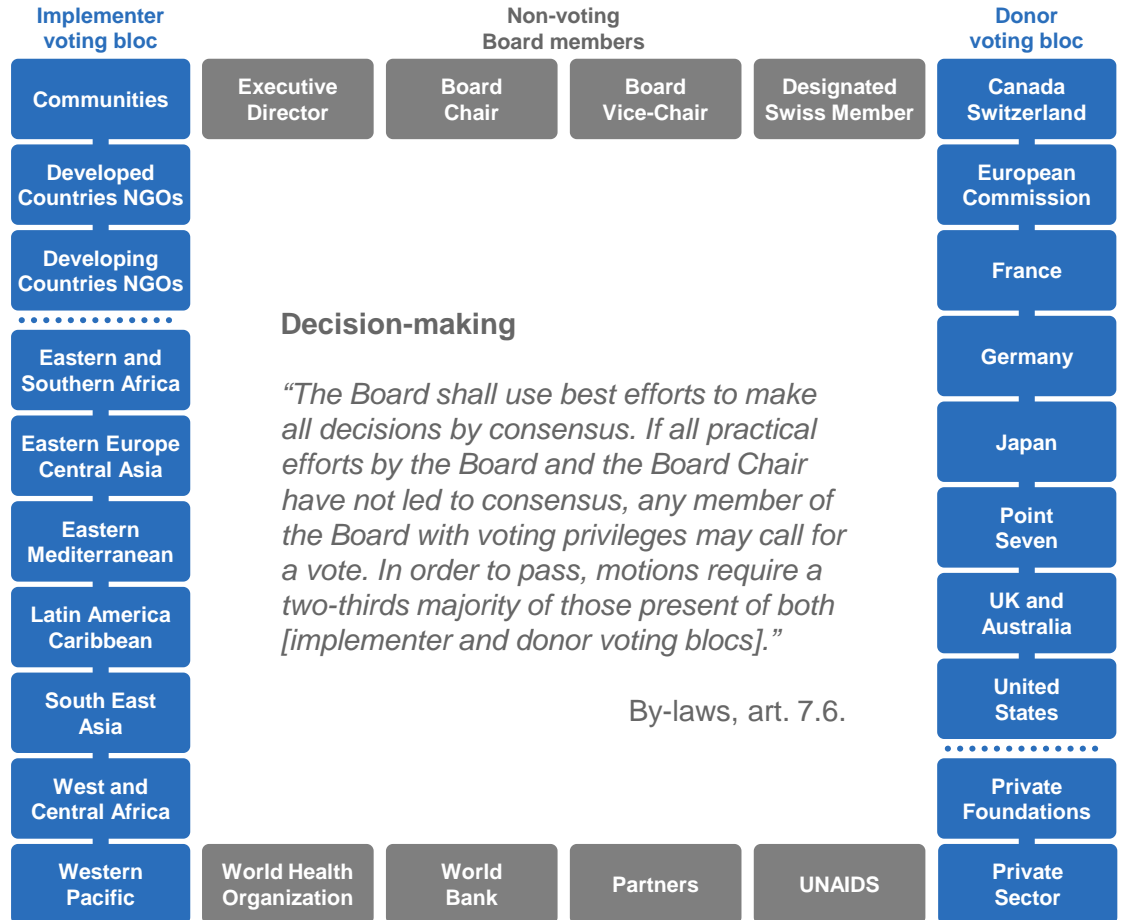 Implementer
voting bloc
Non-voting
Board members
Donor
voting bloc
Communities
Executive
Director
Board
Chair
Board
Vice-Chair
Designated
Swiss Member
Canada
Switzerland
Developed
Countries NGOs
European
Commission
Developing
Countries NGOs
France
Decision-making
Eastern and
Southern Africa
Germany
“The Board shall use best efforts to make
all decisions by consensus. If all practical
efforts by the Board and the Board Chair
have not led to consensus, any member of
the Board with voting privileges may call for
a vote. In order to pass, motions require a
two-thirds majority of those present of both
[implementer and donor voting blocs].”
By-laws, art. 7.6.
Eastern Europe
Central Asia
Japan
Eastern
Mediterranean
Point
Seven
Latin America
Caribbean
UK and
Australia
South East
Asia
United
States
West and
Central Africa
Private
Foundations
Western
Pacific
World Health
Organization
World
Bank
Partners
UNAIDS
Private
Sector